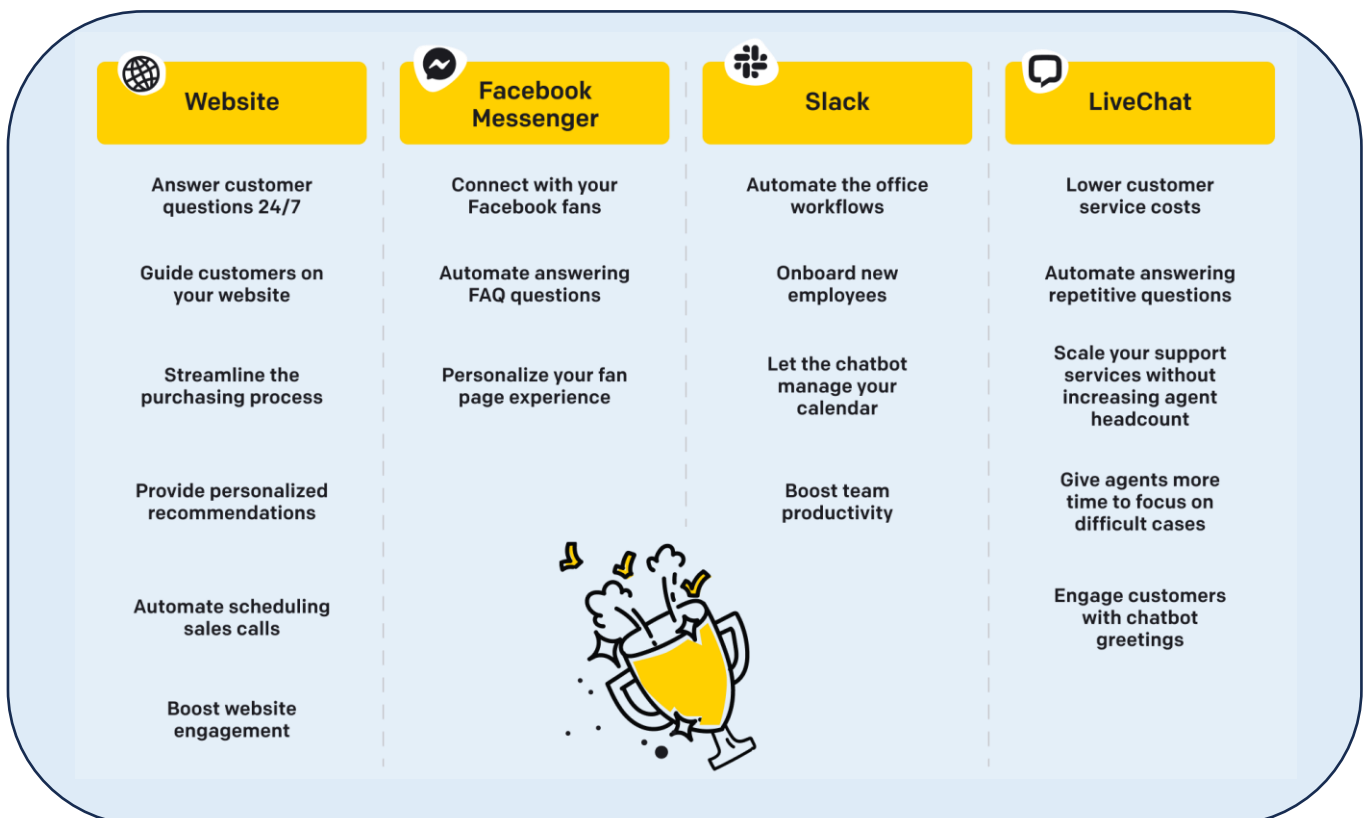 Website
Answer customer
questions 24/7
Guide customers on
your website
Streamline the
purchasing process
Provide personalized
recommendations
Automate scheduling
sales calls
Boost website
engagement
Facebook
Messenger
Connect with your
Facebook fans
Automate answering
FAQ questions
Personalize your fan
page experience
Slack
Automate the office
workflows
Onboard new
employees
Let the chatbot
manage your
calendar
Boost team
productivity
LiveChat
Lower customer
service costs
Automate answering
repetitive questions
Scale your support
services without
increasing agent
headcount
Give agents more
time to focus on
difficult cases
Engage customers
with chatbot
greetings